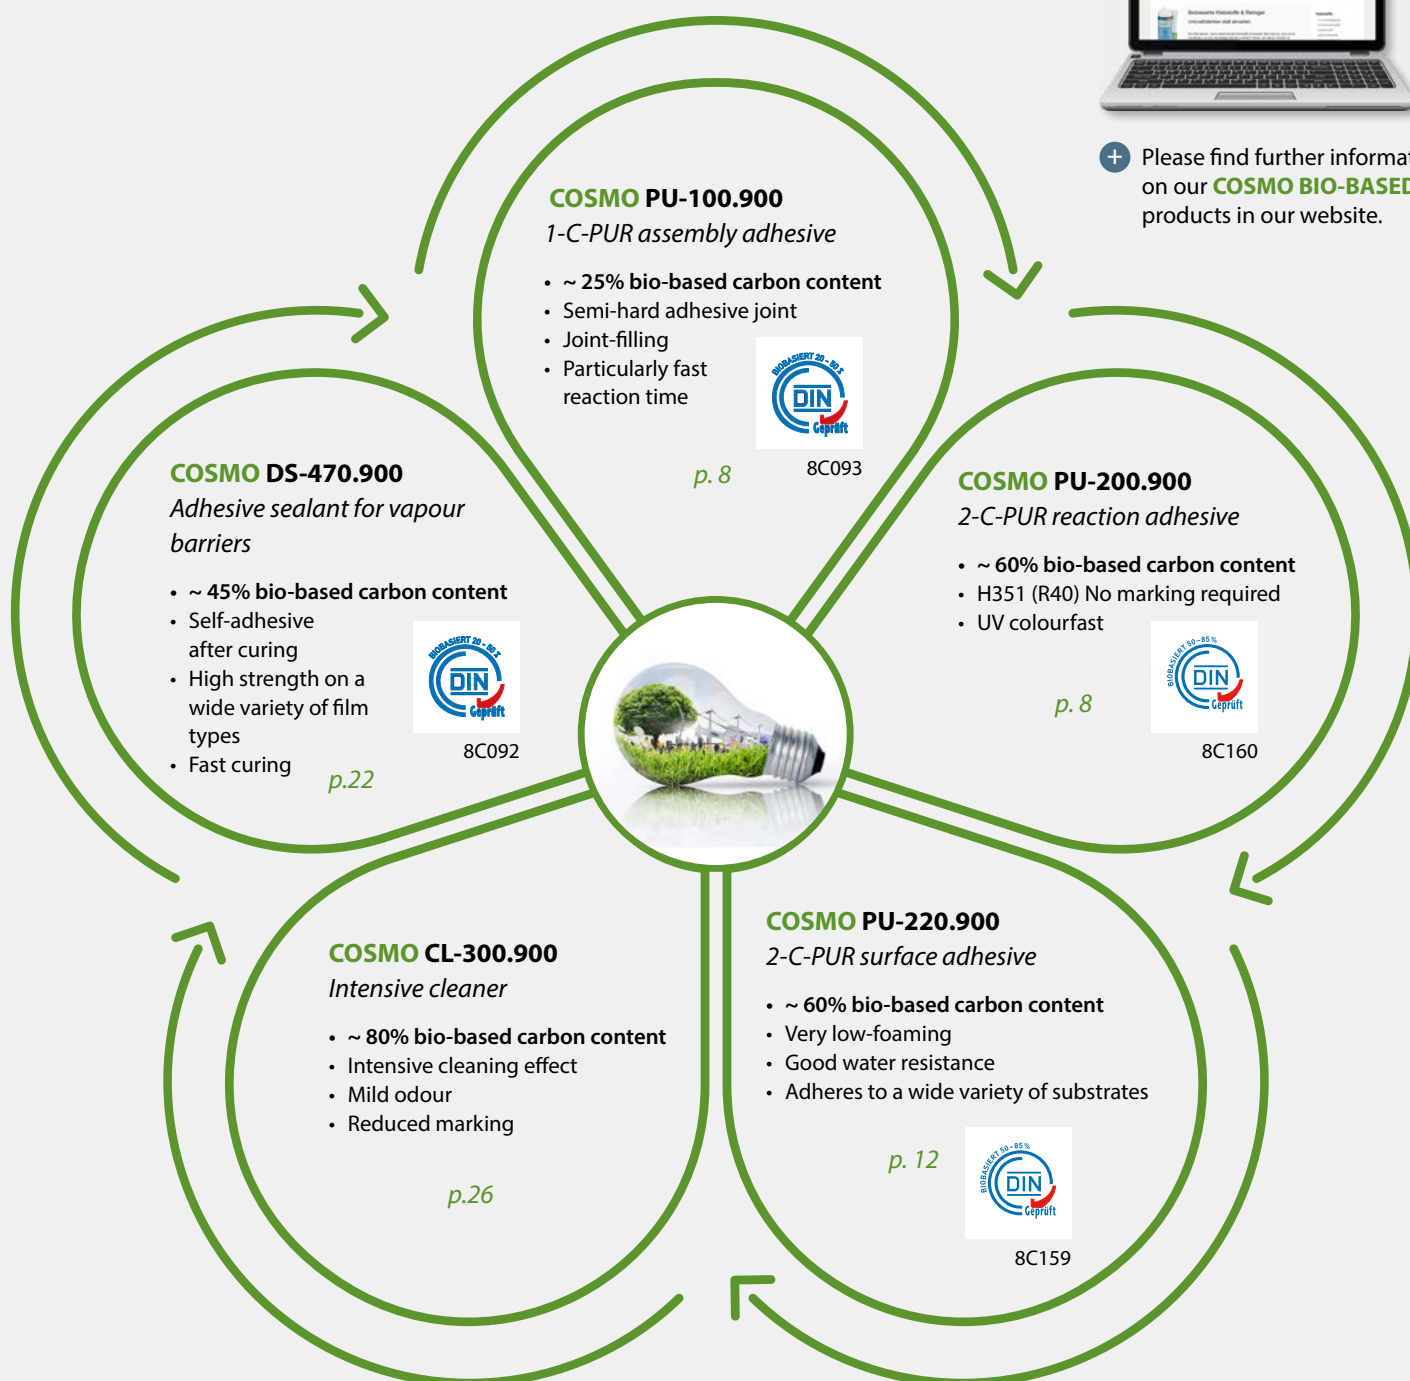 Biobasierte Klebstoffe & Reiniger
Please find further informat
on our COSMO BIO-BASED
products in our website.
COSMO PU-100.900
1-C-PUR assembly adhesive
• ~ 25% bio-based carbon content
• Semi-hard adhesive joint
• Joint-filling
• Particularly fast
reaction time
BIOBASIERT 20 - 50 %
DIN
Geprüft
p. 8
8C093
COSMO PU-200.900
2-C-PUR reaction adhesive
• ~ 60% bio-based carbon content
• H351 (R40) No marking required
• UV colourfast
BIOBASIERT 50-85%
DIN
Geprüft
p. 8
8C160
COSMO PU-220.900
2-C-PUR surface adhesive
• ~ 60% bio-based carbon content
• Very low-foaming
• Good water resistance
• Adheres to a wide variety of substrates
BIOBASIERT 50-85%
DIN
Geprüft
p. 12
8C159
COSMO CL-300.900
Intensive cleaner
• ~ 80% bio-based carbon content
• Intensive cleaning effect
• Mild odour
• Reduced marking
p.26
COSMO DS-470.900
Adhesive sealant for vapour
barriers
• ~ 45% bio-based carbon content
• Self-adhesive
after curing
• High strength on a
wide variety of film
types
• Fast curing
BIOBASIERT 20 - 50 %
DIN
Geprüft
p.22
8C092